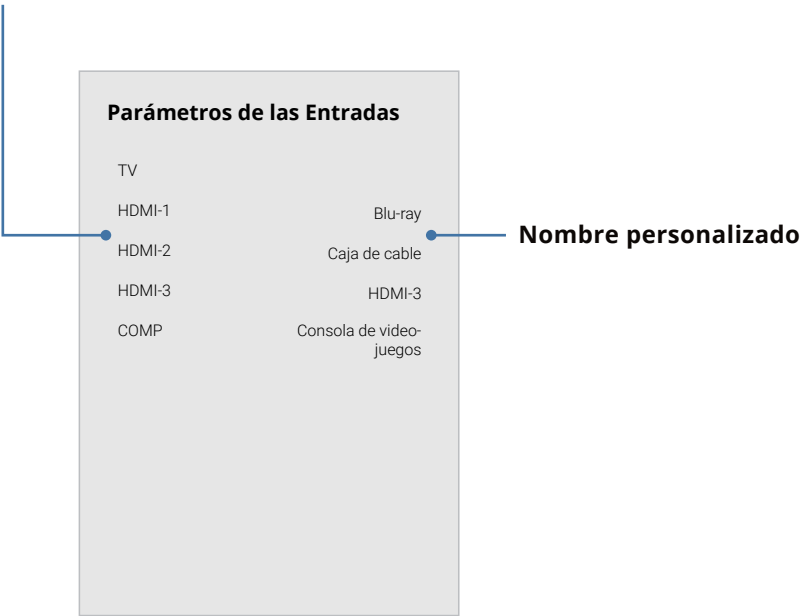 Parámetros de las Entradas
TV
HDMI-1
Blu-ray
Nombre personalizado
HDMI-2
Caja de cable
HDMI-3
HDMI-3
COMP
Consola de video-
juegos